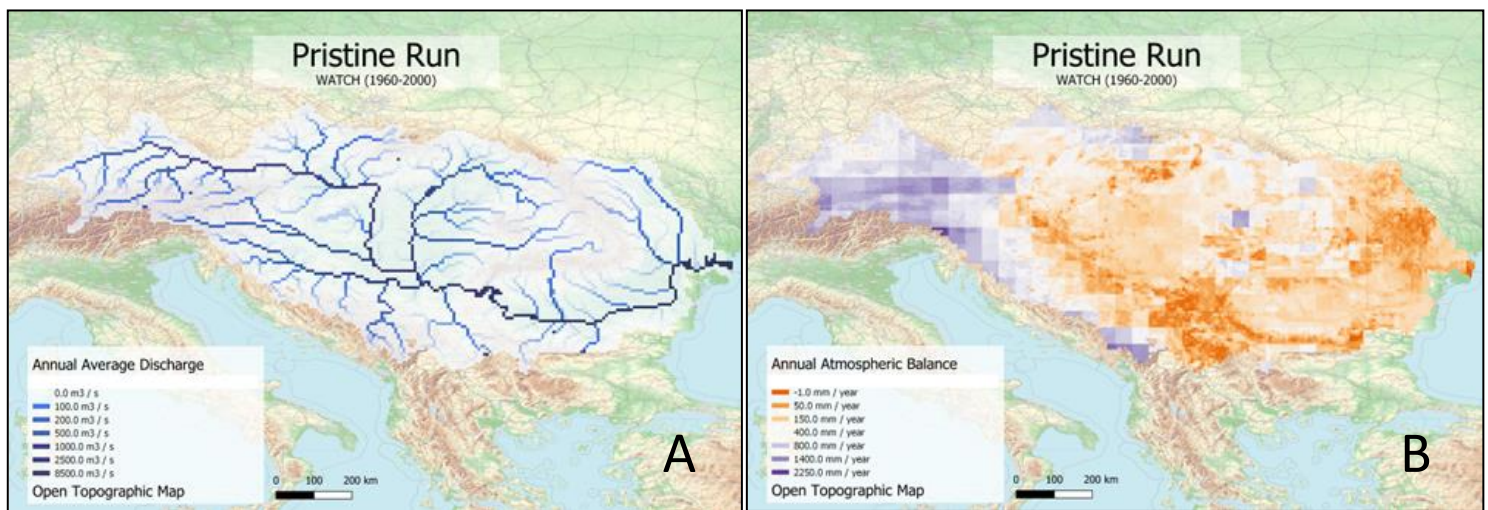 Pristine Run
WATCH (1960-2000)
Annual Average Discharge
0.0 m3 / s
100.0 m3 / s
200.0 m3 / s
500.0 m3 / s
1000.0 m3 / s
2500.0 m3 / s
8500.0 m3 / s
Open Topographic Map
0 100 200 km
A
Pristine Run
WATCH (1960-2000)
Annual Atmospheric Balance
-1.0 mm / year
50.0 mm / year
150.0 mm / year
400.0 mm / year
800.0 mm / year
1400.0 mm / year
2250.0 mm / year
Open Topographic Map
0 100 200 km
B